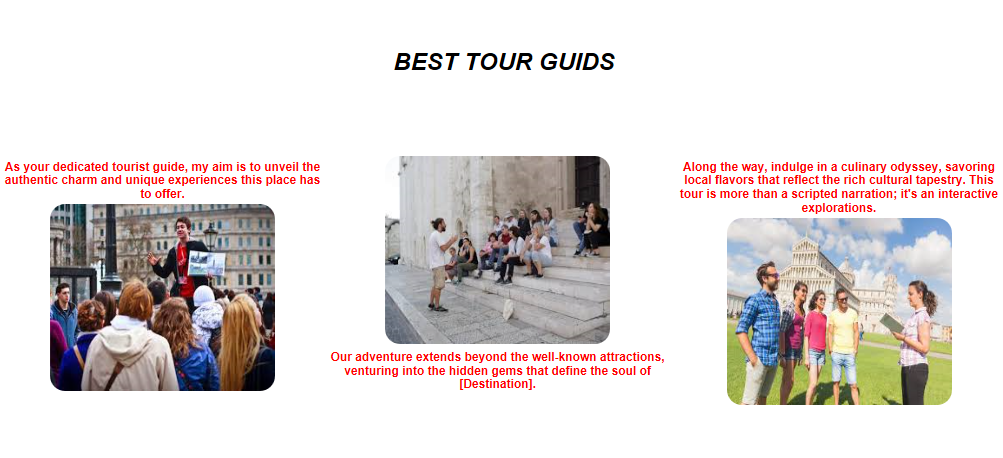 BEST TOUR GUIDS
As your dedicated tourist guide, my aim is to unveil the
authentic charm and unique experiences this place has
to offer.
Our adventure extends beyond the well-known attractions,
venturing into the hidden gems that define the soul of
[Destination].
Along the way, indulge in a culinary odyssey, savoring
local flavors that reflect the rich cultural tapestry. This
tour is more than a scripted narration; it's an interactive
explorations.